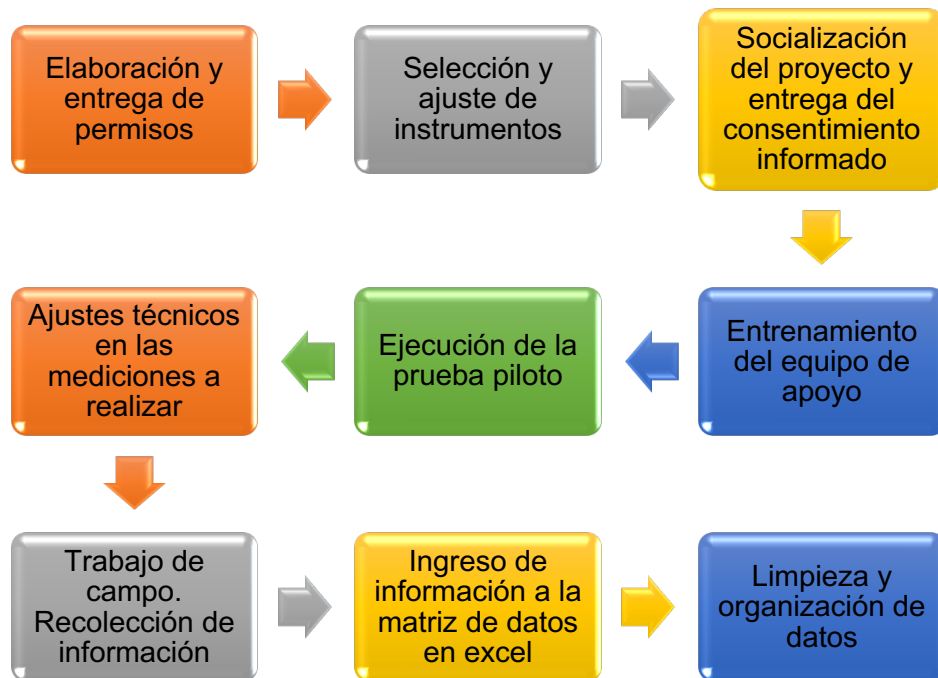 Elaboración y
entrega de
permisos
Selección y
ajuste de
instrumentos
Socialización
del proyecto y
entrega del
consentimiento
informado
Entrenamiento
del equipo de
apoyo
Ejecución de la
prueba piloto
Ajustes técnicos
en las
mediciones a
realizar
Trabajo de
campo.
Recolección de
información
Ingreso de
información a la
matriz de datos
en excel
Limpieza y
organización de
datos